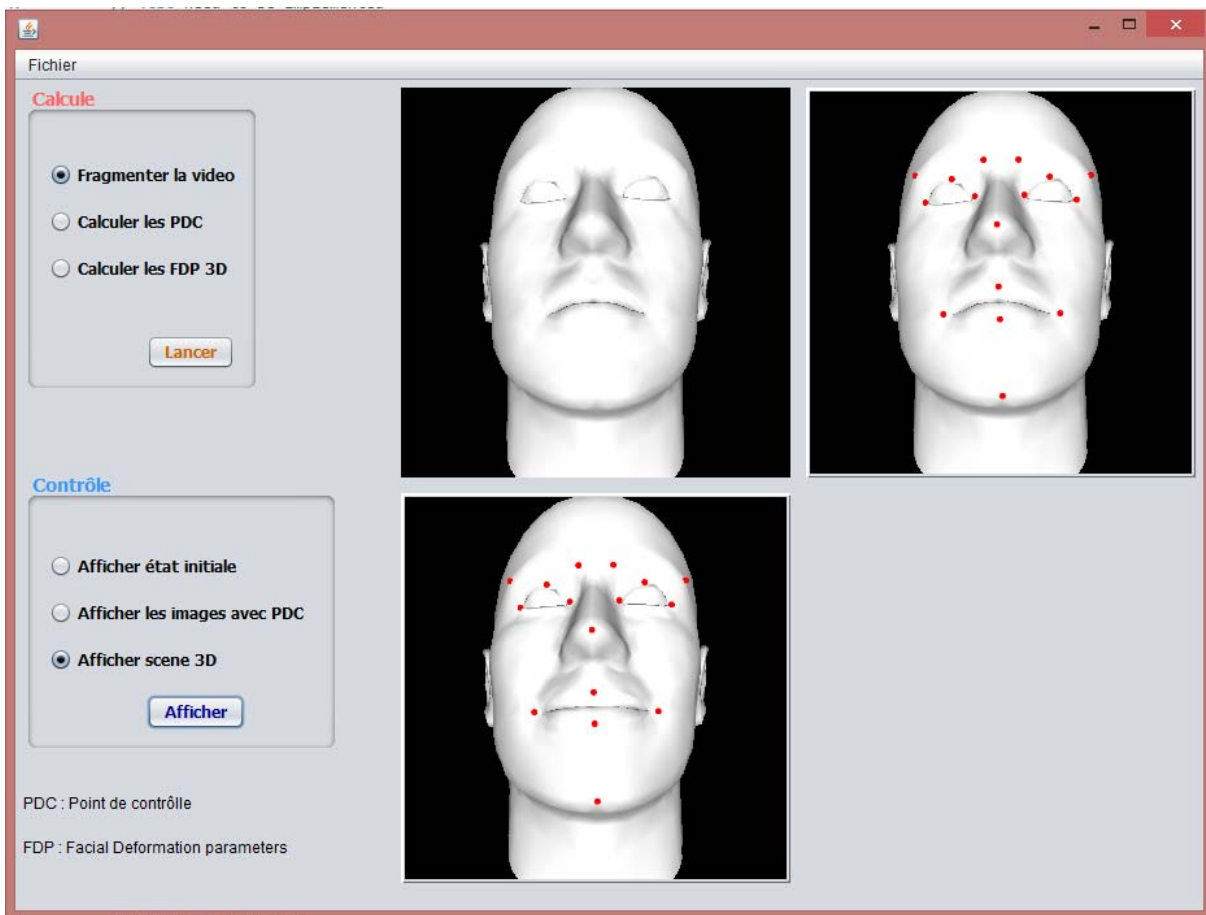 Fichier
Calcule
Fragmenter la video
Calculer les PDC
Calculer les FDP 3D
Lancer
Contrôle
Afficher état initiale
Afficher les images avec PDC
Afficher scene 3D
Afficher
PDC : Point de contrôlle
FDP : Facial Deformation parameters